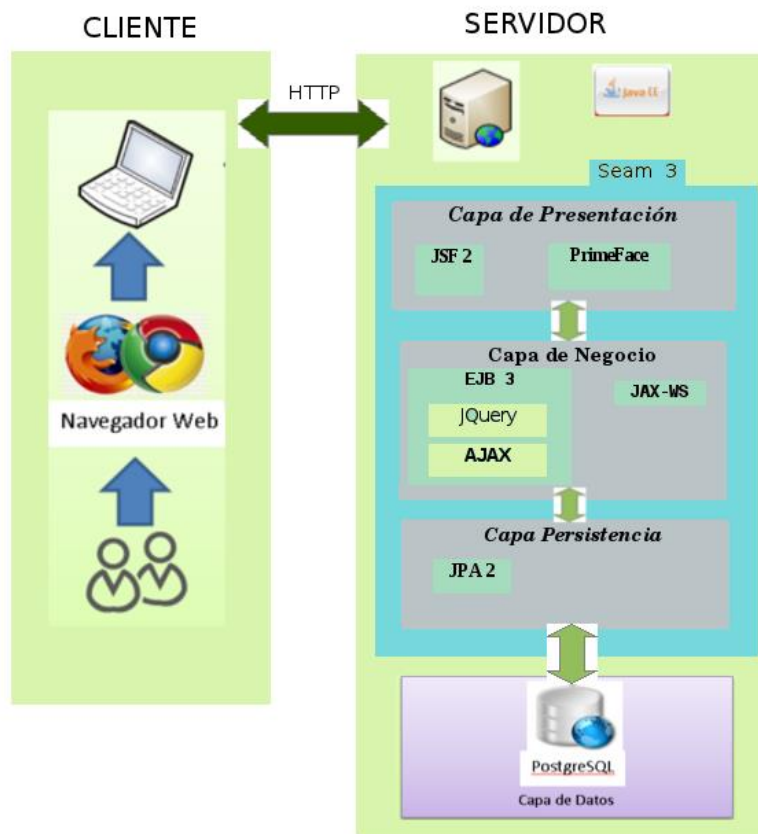 CLIENTE
SERVIDOR
HTTP
Java EE
Seam 3
Capa de Presentación
JSF 2
PrimeFace
Capa de Negocio
EJB 3
JAX-WS
JQuery
AJAX
Navegador Web
Capa Persistencia
JPA 2
PostgreSQL
Capa de Datos